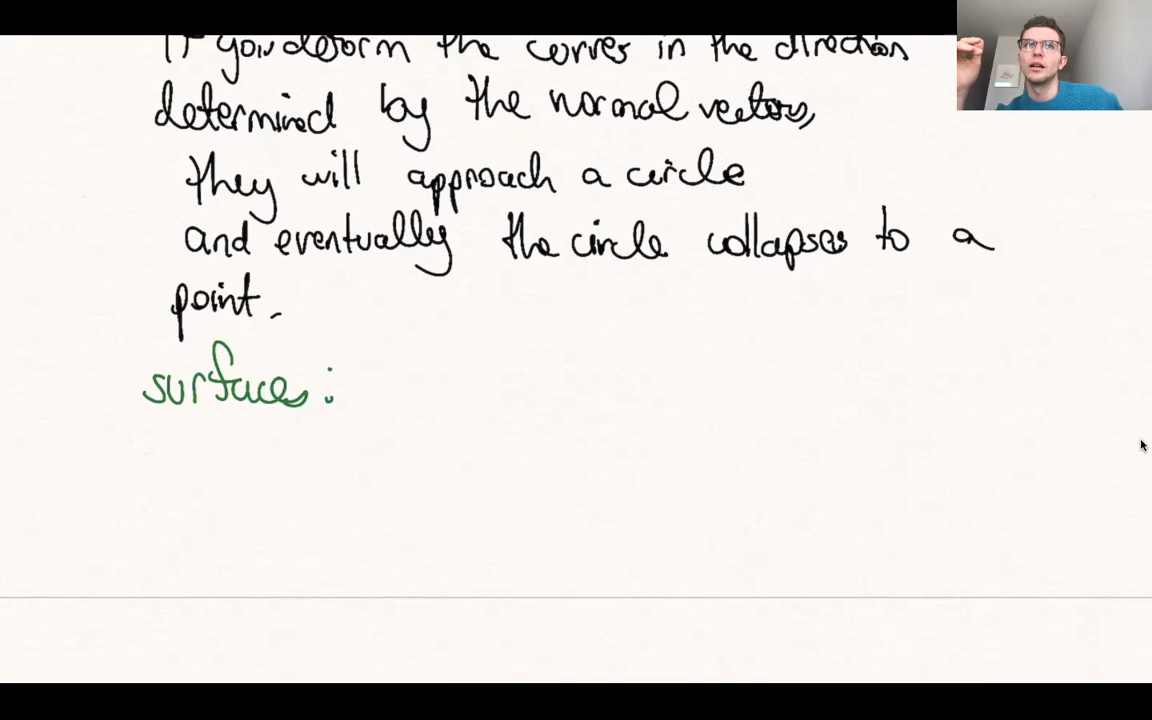 If you deform the curves in the direction
determined by the normal vectors,
they will approach a circle
and eventually the circle collapses to a
point.
surfaces: